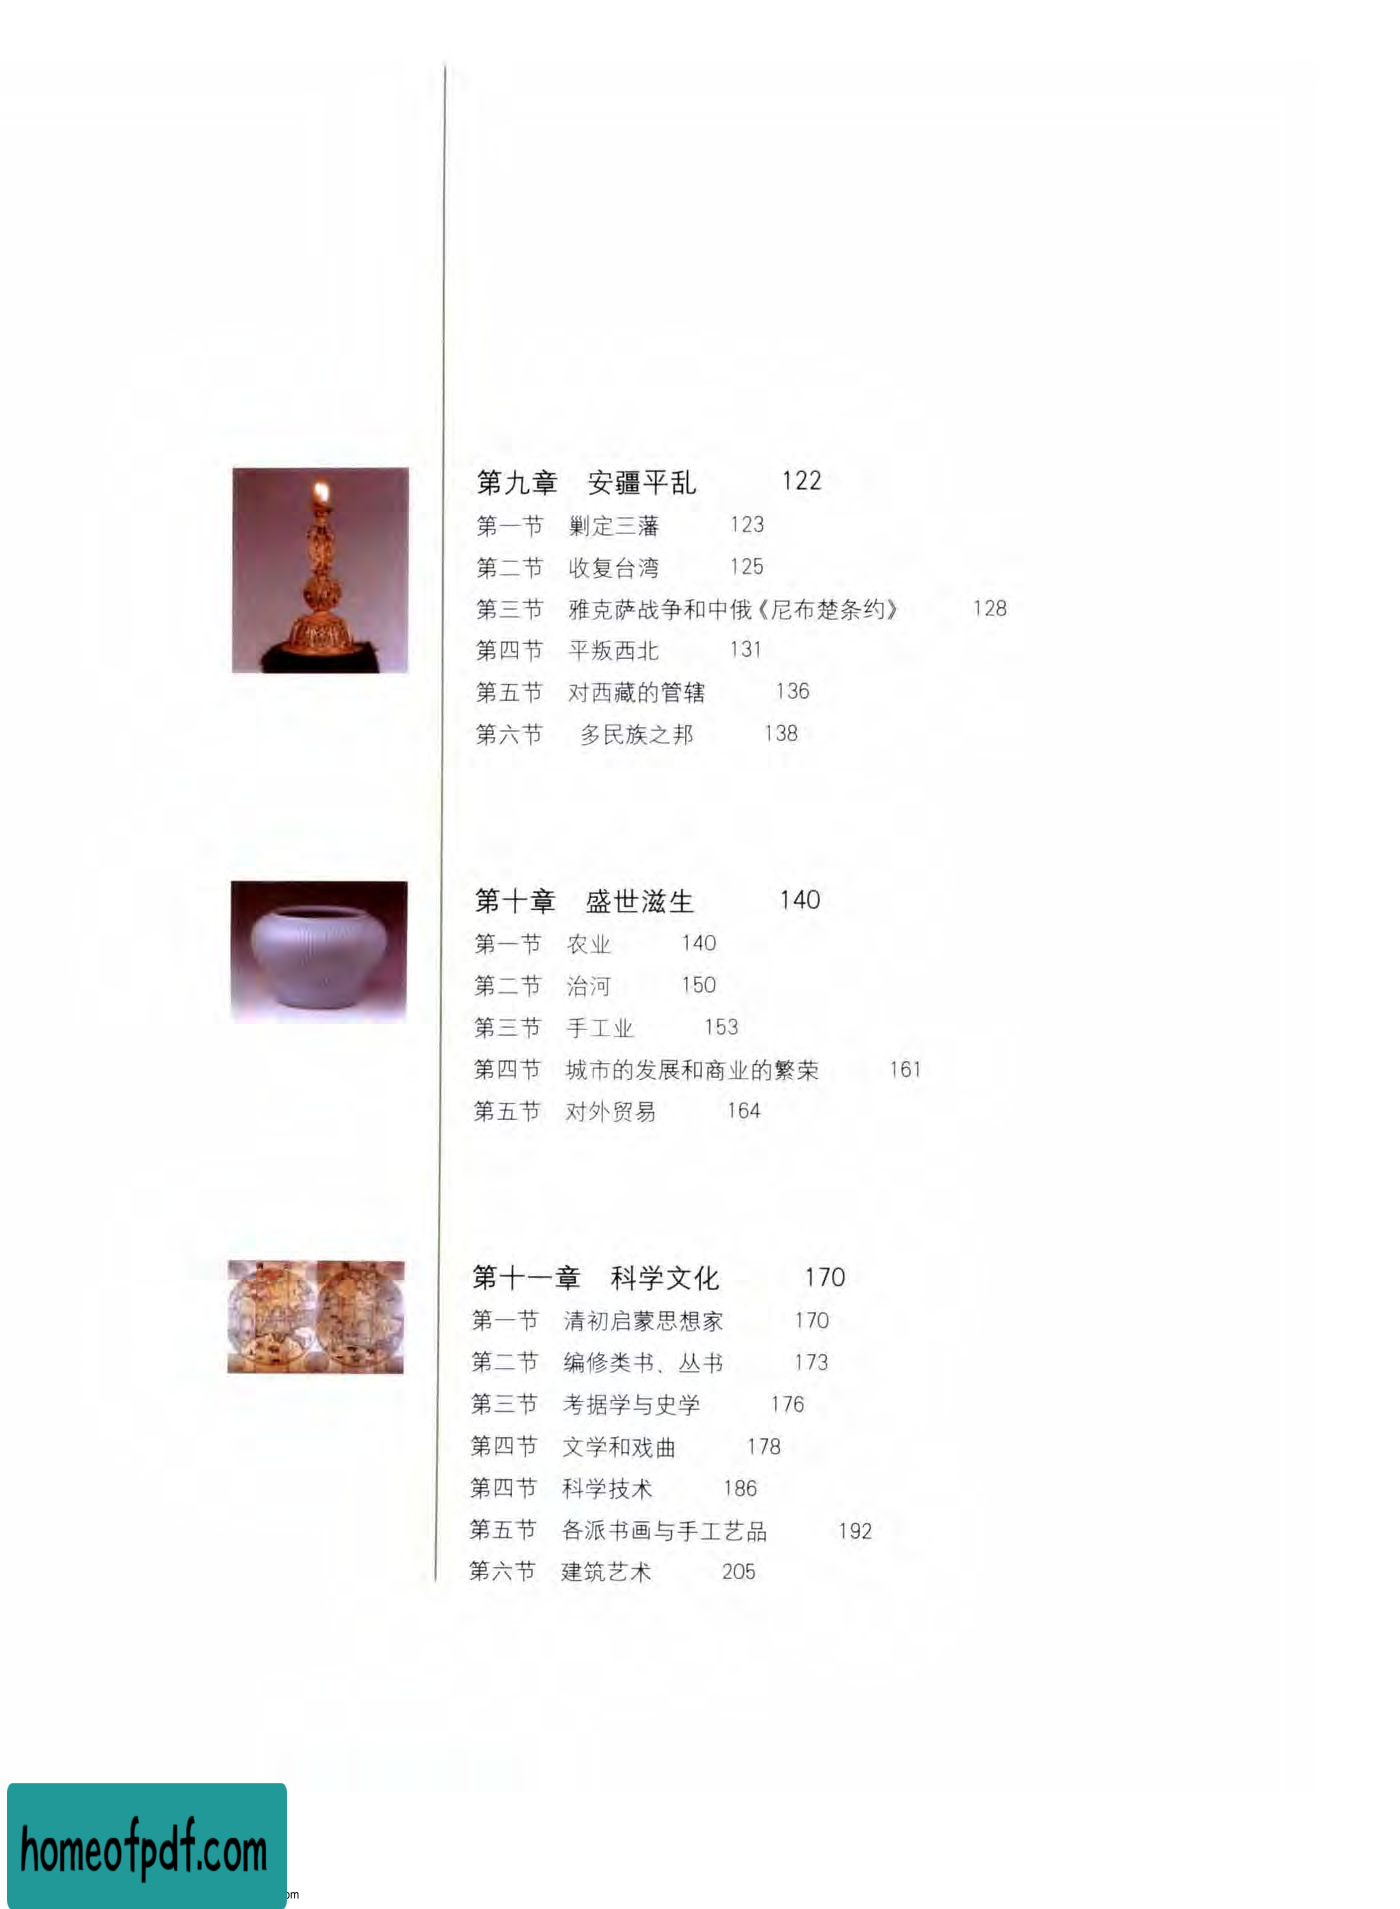 第九章 安疆平乱 122
第一节 剿定三藩 123
第二节 收复台湾 125
第三节 雅克萨战争和中俄《尼布楚条约》 128
第四节 平叛西北 131
第五节 对西藏的管辖 136
第六节 多民族之邦 138
第十章 盛世滋生 140
第一节 农业 140
第二节 治河 150
第三节 手工业 153
第四节 城市的发展和商业的繁荣 161
第五节 对外贸易 164
第十一章 科学文化 170
第一节 清初启蒙思想家 170
第二节 编修类书、丛书 173
第三节 考据学与史学 176
第四节 文学和戏曲 178
第四节 科学技术 186
第五节 各派书画与手工艺品 192
第六节 建筑艺术 205
homeofpdf.com
om